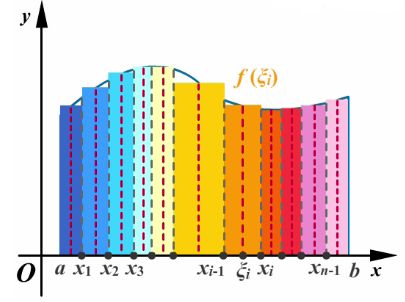 y
f (ξᵢ)
O a x₁ x₂ x₃ xᵢ₋₁ ξᵢ xᵢ xₙ₋₁ b x